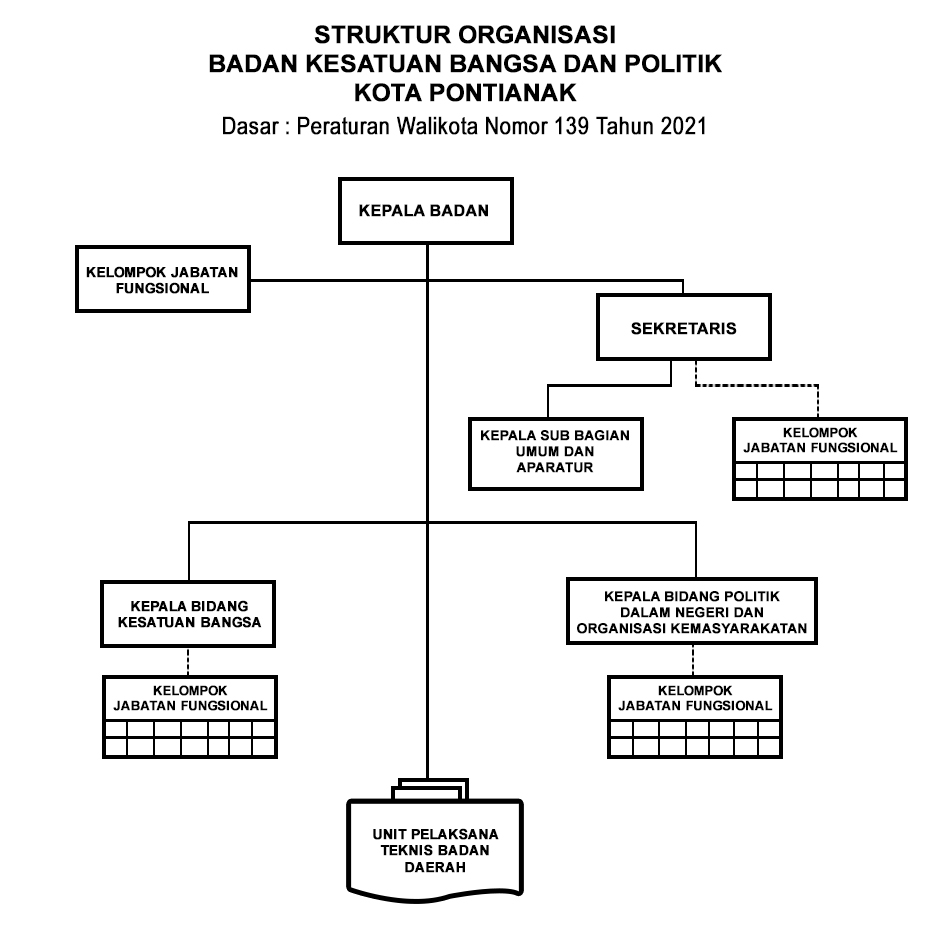 STRUKTUR ORGANISASI
BADAN KESATUAN BANGSA DAN POLITIK
KOTA PONTIANAK
Dasar : Peraturan Walikota Nomor 139 Tahun 2021
KEPALA BADAN
KELOMPOK JABATAN
FUNGSIONAL
SEKRETARIS
KEPALA SUB BAGIAN
UMUM DAN
APARATUR
KELOMPOK
JABATAN FUNGSIONAL
KEPALA BIDANG
KESATUAN BANGSA
KEPALA BIDANG POLITIK
DALAM NEGERI DAN
ORGANISASI KEMASYARAKATAN
KELOMPOK
JABATAN FUNGSIONAL
KELOMPOK
JABATAN FUNGSIONAL
UNIT PELAKSANA
TEKNIS BADAN
DAERAH